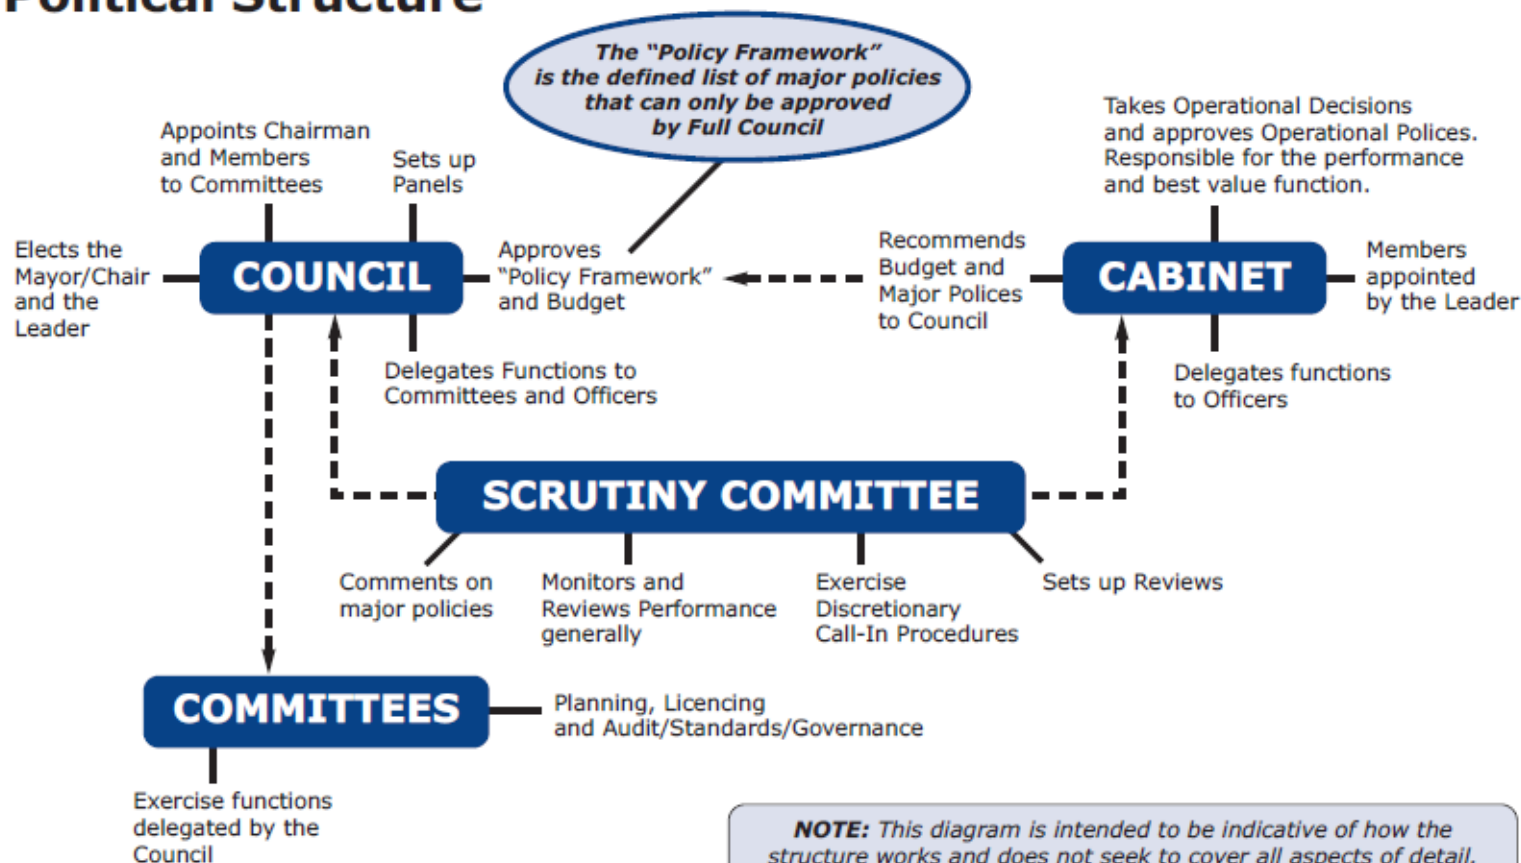 Political Structure
The “Policy Framework”
is the defined list of major policies
that can only be approved
by Full Council
Appoints Chairman
and Members
to Committees
Sets up
Panels
Takes Operational Decisions
and approves Operational Polices.
Responsible for the performance
and best value function.
Elects the
Mayor/Chair
and the
Leader
COUNCIL
Approves
“Policy Framework”
and Budget
Recommends
Budget and
Major Polices
to Council
CABINET
Members
appointed
by the Leader
Delegates Functions to
Committees and Officers
Delegates functions
to Officers
SCRUTINY COMMITTEE
Comments on
major policies
Monitors and
Reviews Performance
generally
Exercise
Discretionary
Call-In Procedures
Sets up Reviews
COMMITTEES
Planning, Licencing
and Audit/Standards/Governance
Exercise functions
delegated by the
Council
NOTE: This diagram is intended to be indicative of how the
structure works and does not seek to cover all aspects of detail.